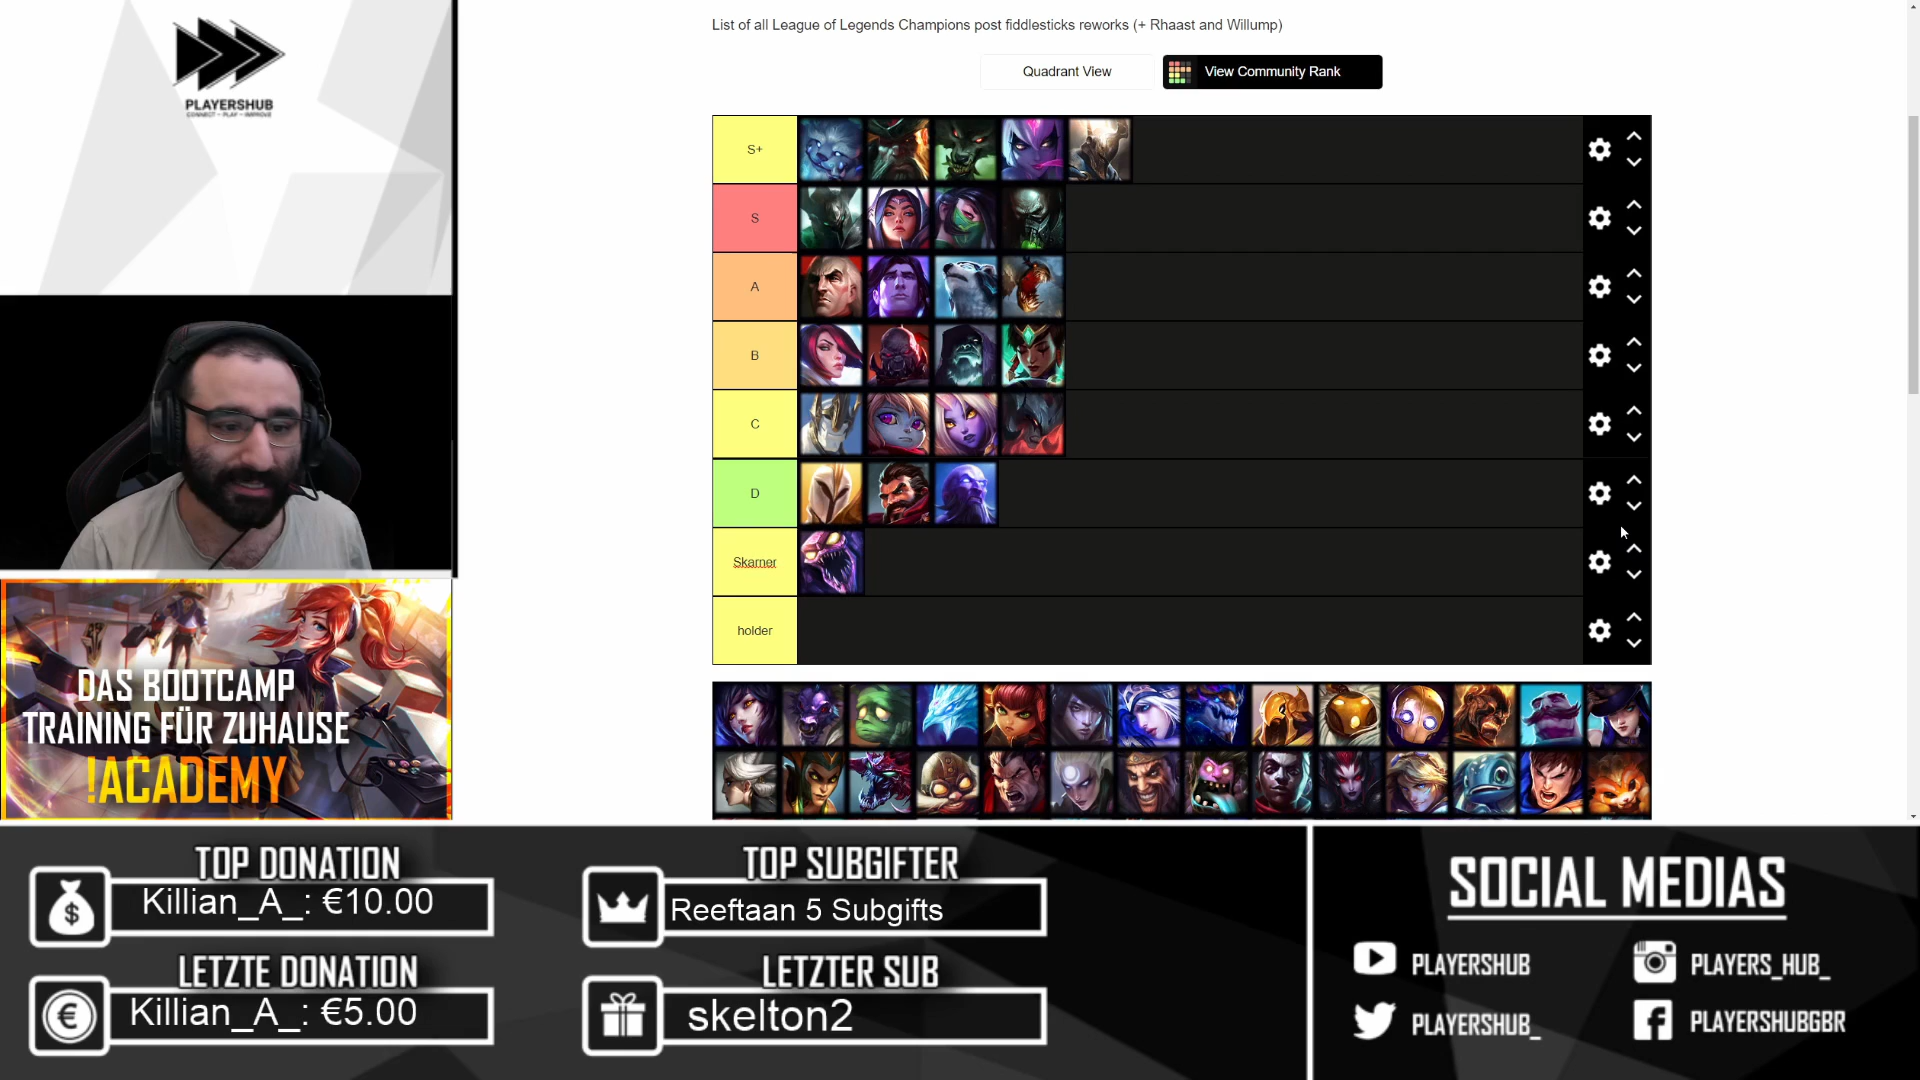 PLAYERSHUB
CONNECT - PLAY - IMPROVE
List of all League of Legends Champions post fiddlesticks reworks (+ Rhaast and Willump)
Quadrant View
View Community Rank
S+
S
A
B
C
D
Skarner
holder
DAS BOOTCAMP
TRAINING FÜR ZUHAUSE
!ACADEMY
TOP DONATION
Killian_A_: €10.00
LETZTE DONATION
Killian_A_: €5.00
TOP SUBGIFTER
Reeftaan 5 Subgifts
LETZTER SUB
skelton2
SOCIAL MEDIAS
PLAYERSHUB
PLAYERS_HUB_
PLAYERSHUB_
PLAYERSHUBGBR